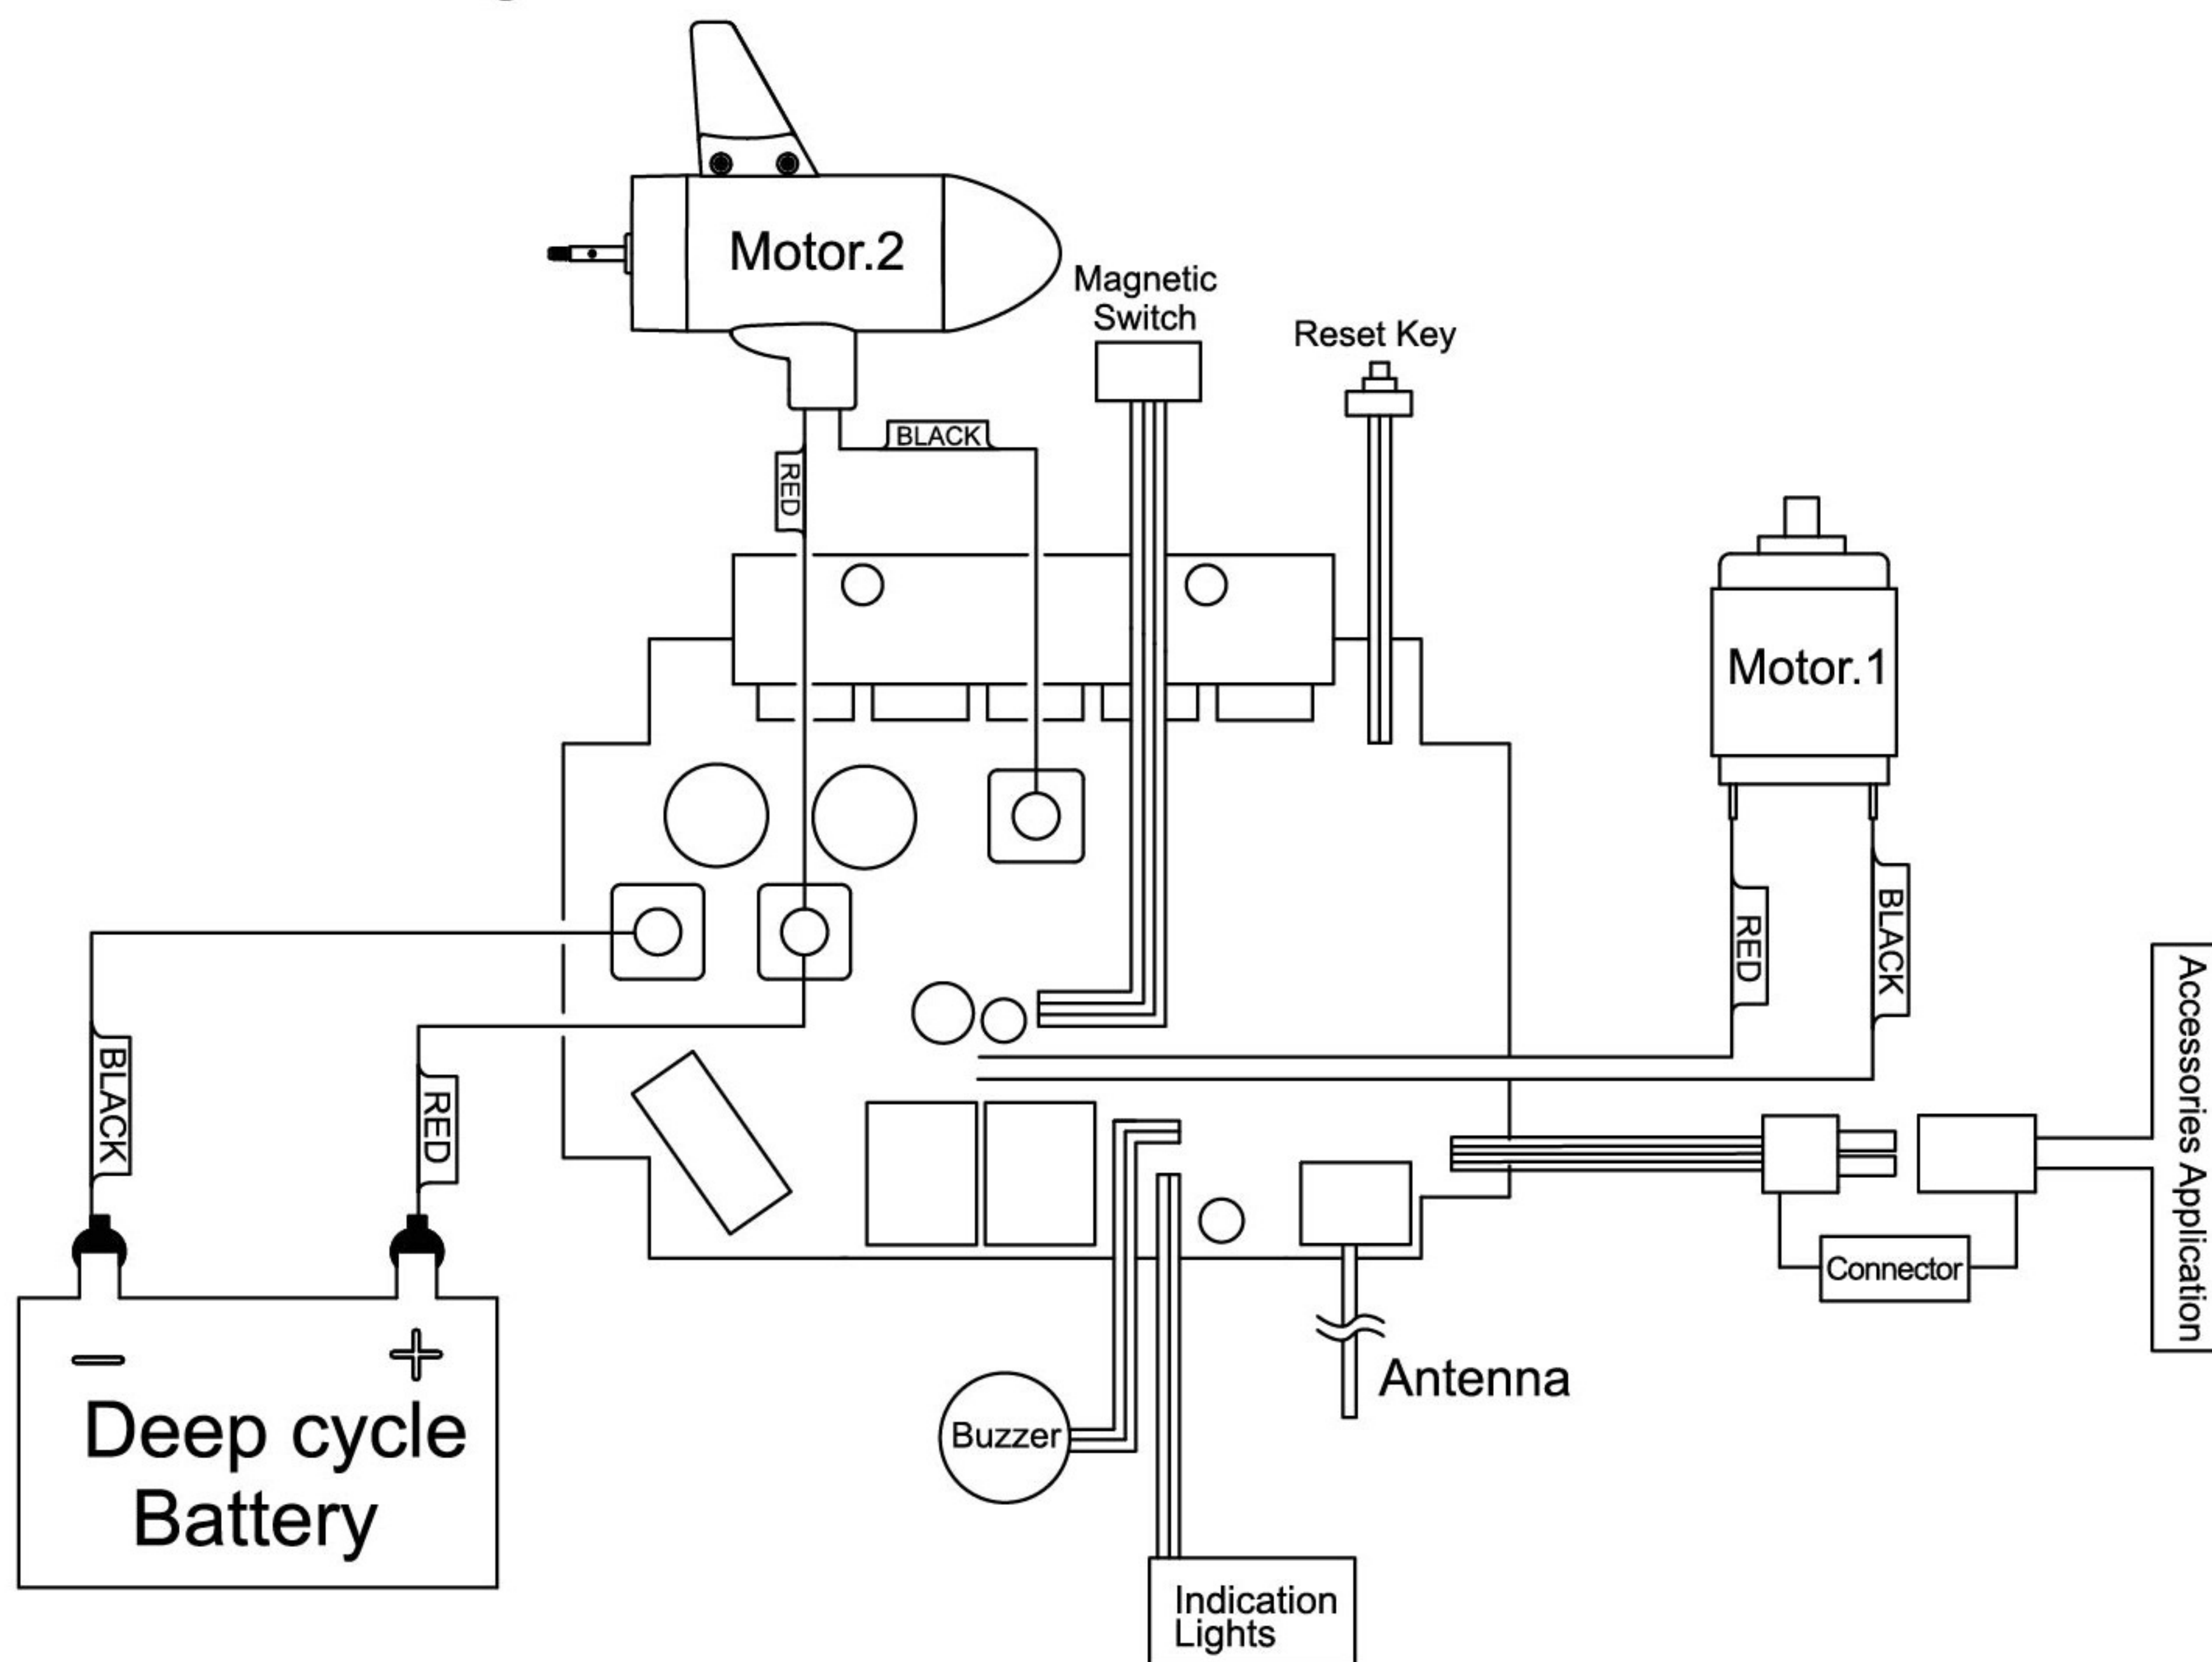 Motor.2
Magnetic
Switch
Reset Key
BLACK
RED
Motor.1
RED
BLACK
Accessories Application
BLACK
RED
Connector
−
+
Deep cycle
Battery
Antenna
Buzzer
Indication
Lights